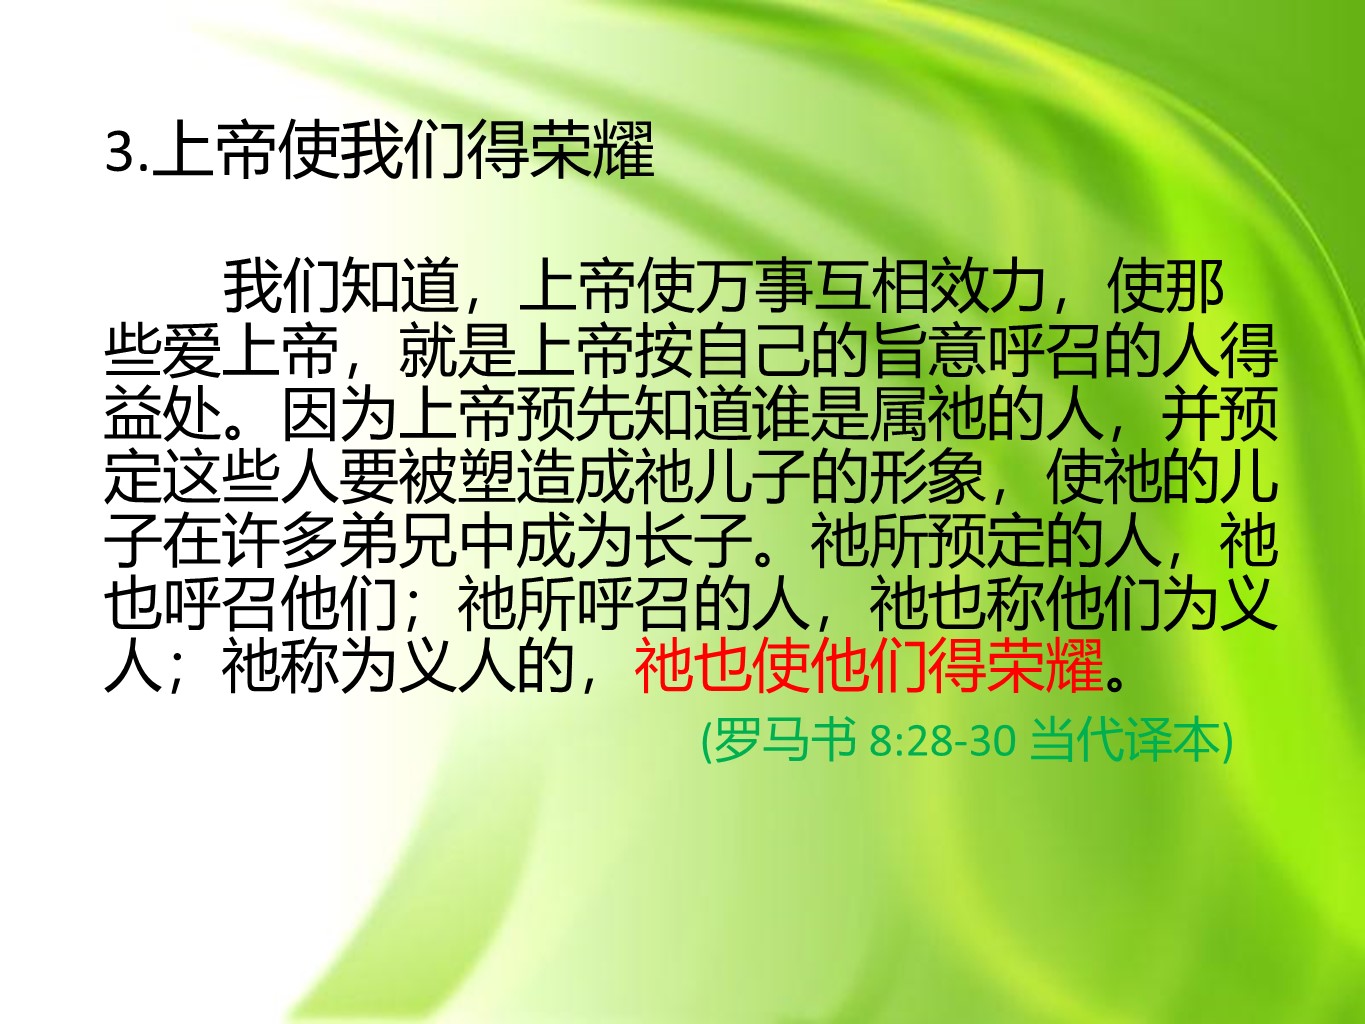 3.上帝使我们得荣耀
我们知道，上帝使万事互相效力，使那
些爱上帝，就是上帝按自己的旨意呼召的人得
益处。因为上帝预先知道谁是属祂的人，并预
定这些人要被塑造成祂儿子的形象，使祂的儿
子在许多弟兄中成为长子。祂所预定的人，祂
也呼召他们；祂所呼召的人，祂也称他们为义
人；祂称为义人的，祂也使他们得荣耀。
(罗马书 8:28-30 当代译本)